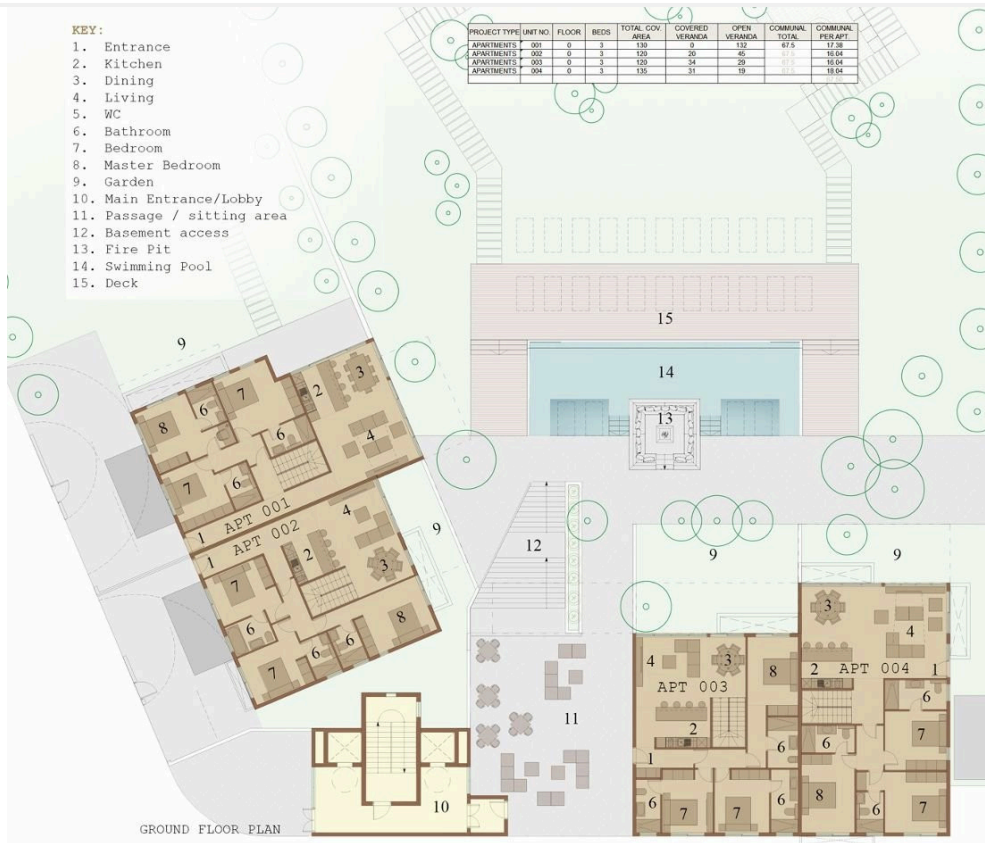 KEY:
1. Entrance
2. Kitchen
3. Dining
4. Living
5. WC
6. Bathroom
7. Bedroom
8. Master Bedroom
9. Garden
10. Main Entrance/Lobby
11. Passage / sitting area
12. Basement access
13. Fire Pit
14. Swimming Pool
15. Deck
PROJECT TYPE UNIT NO. FLOOR BEDS TOTAL COV. AREA COVERED VERANDA OPEN VERANDA COMMUNAL TOTAL COMMUNAL PER APT.
APARTMENTS 001 0 3 130 0 132 67.5 17.38
APARTMENTS 002 0 3 120 20 45 67.5 16.04
APARTMENTS 003 0 3 120 34 29 67.5 16.04
APARTMENTS 004 0 3 135 31 19 67.5 18.04
15
14
13
9
8
6
7
2
3
6
4
7
6
1
APT 001
APT 002
1
4
2
3
9
7
6
7
6
6
8
12
11
10
9
9
4
3
8
APT 003
2
1
6
6
7
7
6
3
4
2
APT 004
1
6
6
7
8
6
7
GROUND FLOOR PLAN